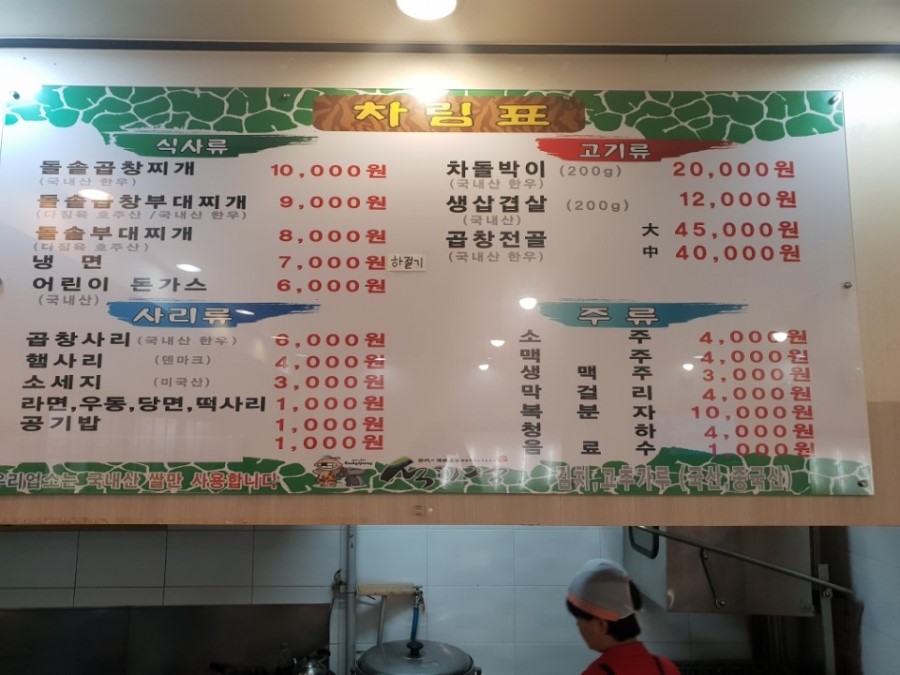 차림표
식사류
돌솥곱창찌개 10,000원
(국내산 한우)
돌솥곱창부대찌개 9,000원
(다짐육 호주산 /국내산 한우)
돌솥부대찌개 8,000원
(다짐육 호주산)
냉 면 7,000원 하절기
어린이 돈가스 6,000원
(국내산)
사리류
곱창사리 (국내산 한우) 6,000원
햄사리 (덴마크) 4,000원
소세지 (미국산) 3,000원
라면,우동,당면,떡사리 1,000원
공기밥 1,000원
1,000원
고기류
차돌박이 (200g) 20,000원
(국내산 한우)
생삼겹살 (200g) 12,000원
(국내산)
곱창전골 大 45,000원
(국내산 한우) 中 40,000원
주류
소 주 4,000원
맥 주 4,000원
생 맥 주 3,000원
막 걸 리 4,000원
복 분 자 10,000원
청 하 4,000원
음 료 수 1,000원
우리업소는 국내산 쌀만 사용합니다
김치,고추가루 (국산,중국산)